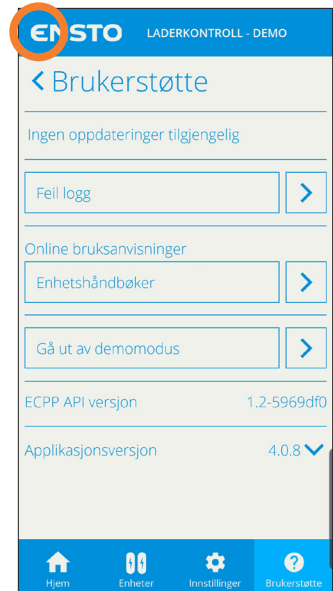 ENSTO LADERKONTROLL - DEMO
Brukerstøtte
Ingen oppdateringer tilgjengelig
Feil logg
Online bruksanvisninger
Enhetshåndbøker
Gå ut av demomodus
ECPP API versjon 1.2-5969df0
Applikasjonsversjon 4.0.8
Hjem Enheter Innstillinger Brukerstøtte